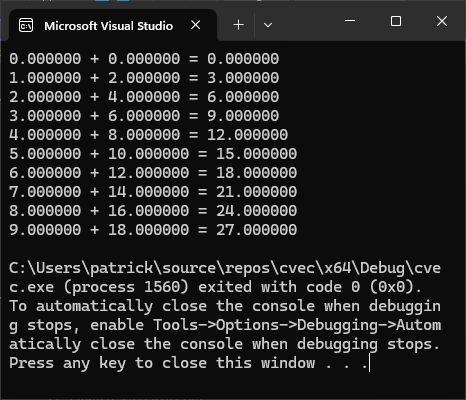 Microsoft Visual Studio
0.000000 + 0.000000 = 0.000000
1.000000 + 2.000000 = 3.000000
2.000000 + 4.000000 = 6.000000
3.000000 + 6.000000 = 9.000000
4.000000 + 8.000000 = 12.000000
5.000000 + 10.000000 = 15.000000
6.000000 + 12.000000 = 18.000000
7.000000 + 14.000000 = 21.000000
8.000000 + 16.000000 = 24.000000
9.000000 + 18.000000 = 27.000000
C:\Users\patrick\source\repos\cvec\x64\Debug\cve
c.exe (process 1560) exited with code 0 (0x0).
To automatically close the console when debuggin
g stops, enable Tools->Options->Debugging->Autom
atically close the console when debugging stops.
Press any key to close this window . . .